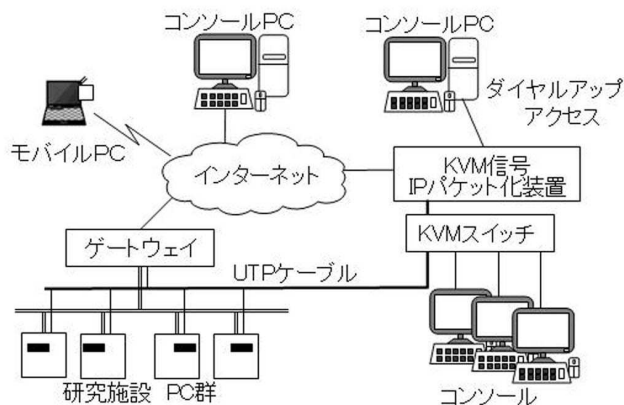 コンソールPC
コンソールPC
ダイヤルアップ
アクセス
モバイルPC
インターネット
KVM信号
IPパケット化装置
ゲートウェイ
KVMスイッチ
UTPケーブル
研究施設 PC群
コンソール